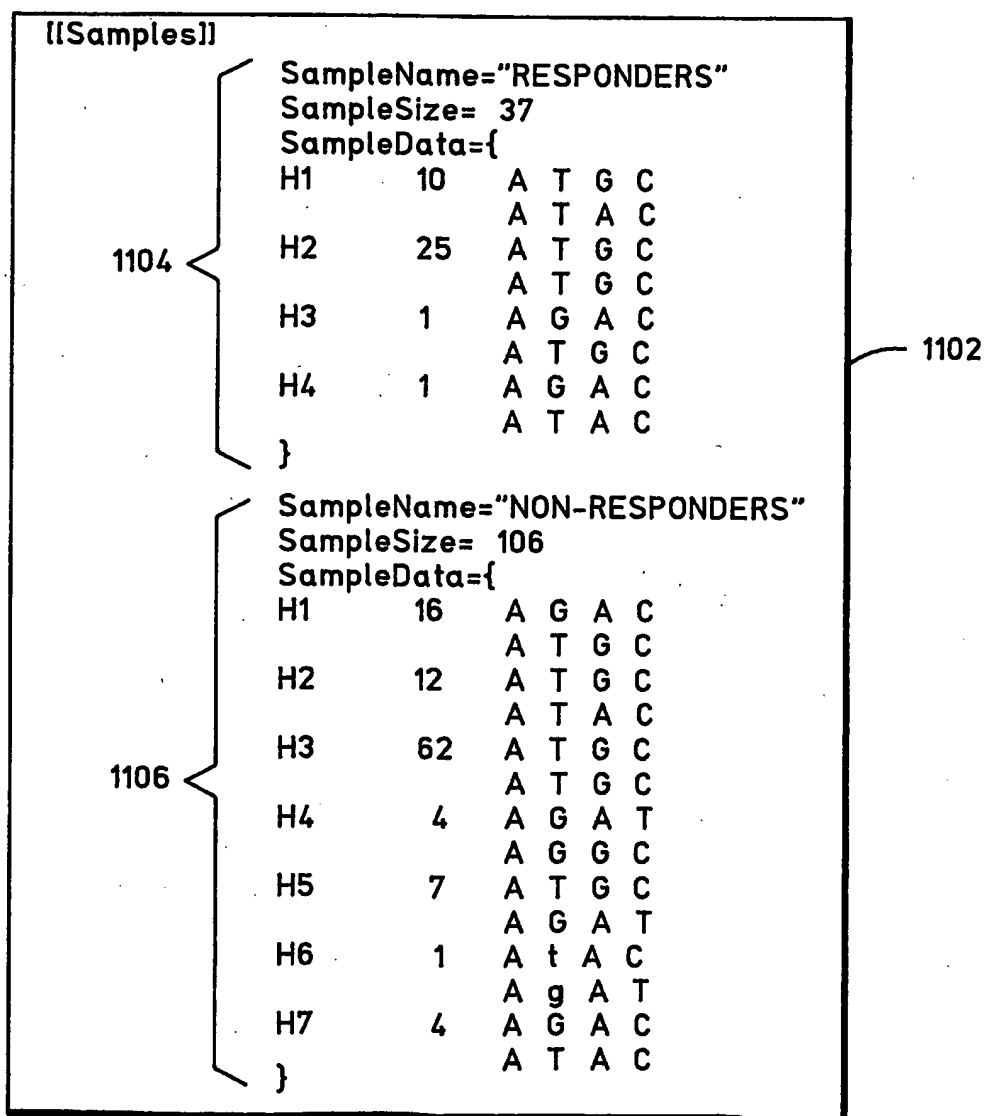 [[Samples]]
SampleName="RESPONDERS"
SampleSize= 37
SampleData={
H1 10 A T G C
A T A C
H2 25 A T G C
1104
A T G C
H3 1 A G A C
1102
A T G C
H4 1 A G A C
A T A C
}
SampleName="NON-RESPONDERS"
SampleSize= 106
SampleData={
H1 16 A G A C
A T G C
H2 12 A T G C
A T A C
H3 62 A T G C
1106
A T G C
H4 4 A G A T
A G G C
H5 7 A T G C
A G A T
H6 1 A t A C
A g A T
H7 4 A G A C
A T A C
}